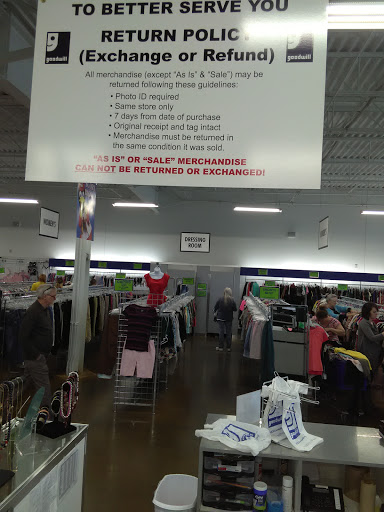 TO BETTER SERVE YOU
RETURN POLICY
(Exchange or Refund)
goodwill
goodwill
All merchandise (except "As Is" & "Sale") may be
returned following these guidelines:
• Photo ID required
• Same store only
• 7 days from date of purchase
• Original receipt and tag intact
• Merchandise must be returned in
the same condition it was sold.
"AS IS" OR "SALE" MERCHANDISE
CAN NOT BE RETURNED OR EXCHANGED!
WOMEN'S
DRESSING
ROOM